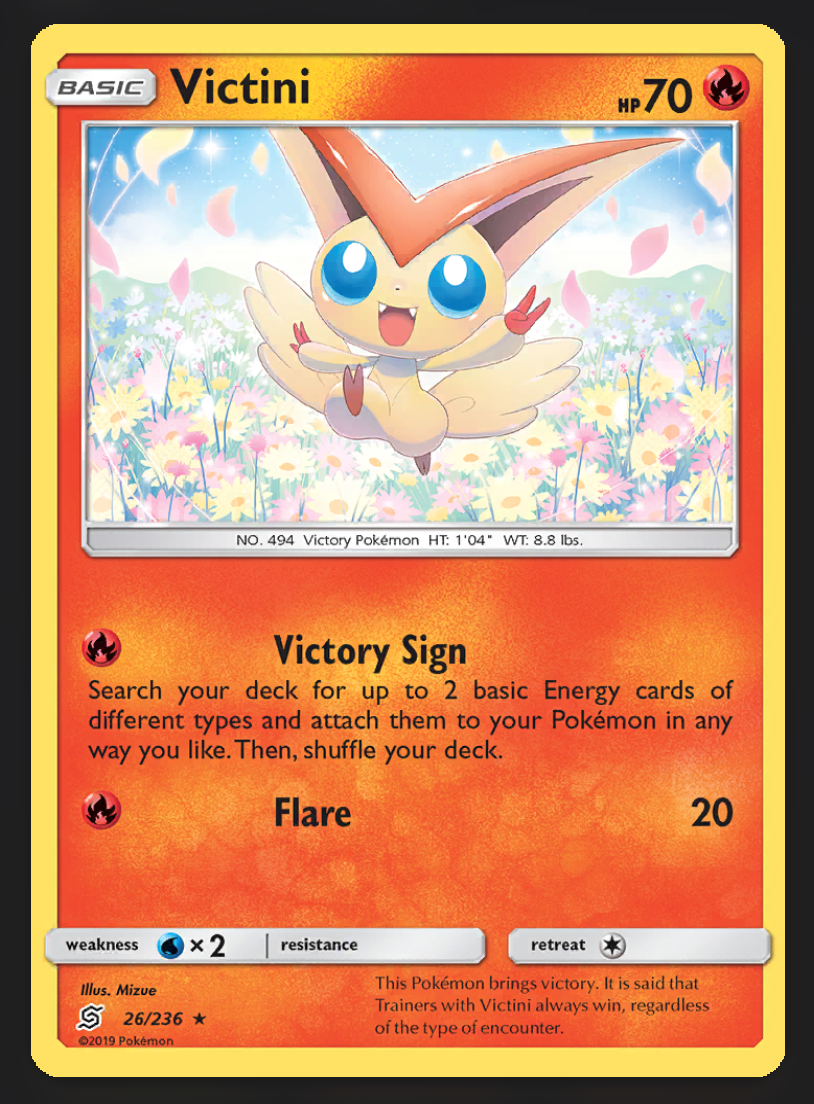 BASIC Victini HP 70
NO. 494 Victory Pokémon HT: 1'04" WT: 8.8 lbs.
Victory Sign
Search your deck for up to 2 basic Energy cards of
different types and attach them to your Pokémon in any
way you like. Then, shuffle your deck.
Flare 20
weakness × 2 resistance retreat
Illus. Mizue
26/236 ★
©2019 Pokémon
This Pokémon brings victory. It is said that
Trainers with Victini always win, regardless
of the type of encounter.